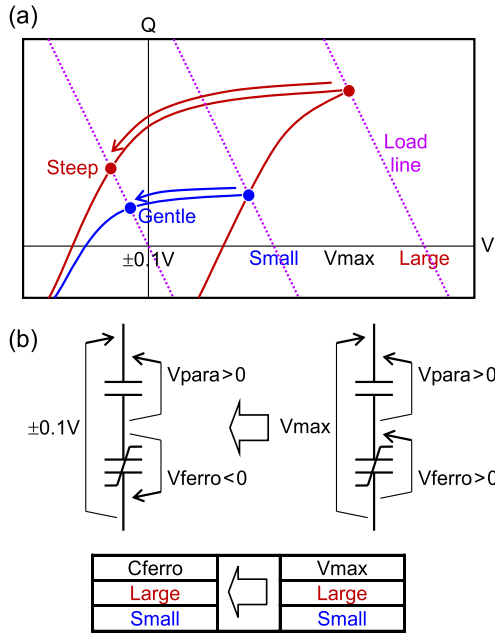 (a)
Q
Steep
Load
line
Gentle
V
±0.1V
Small
Vmax
Large
(b)
Vpara>0
Vpara>0
±0.1V
Vmax
Vferro<0
Vferro>0
Cferro
Vmax
Large
Large
Small
Small